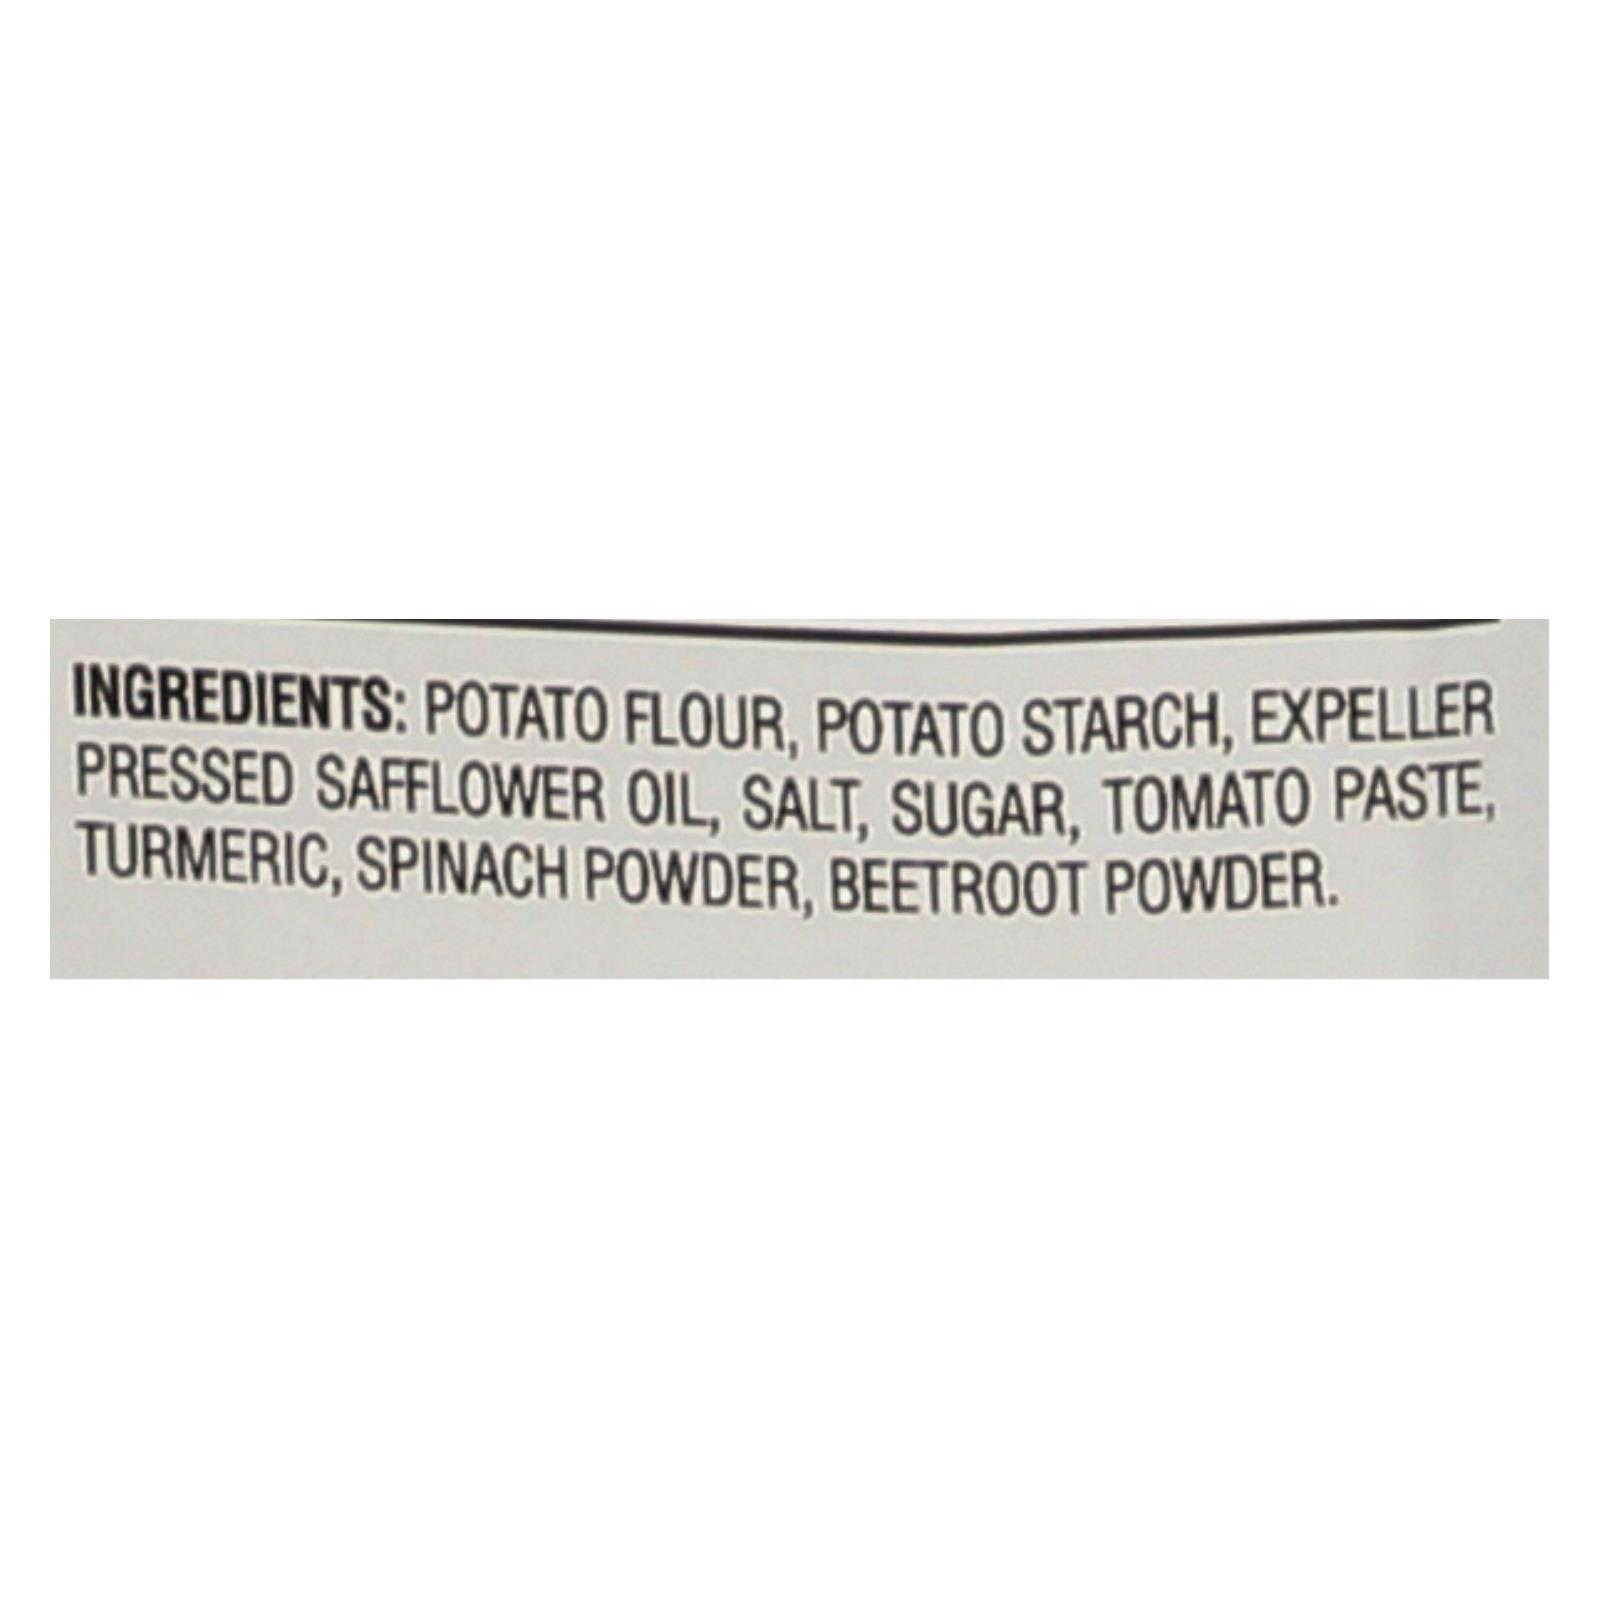 INGREDIENTS: POTATO FLOUR, POTATO STARCH, EXPELLER
PRESSED SAFFLOWER OIL, SALT, SUGAR, TOMATO PASTE,
TURMERIC, SPINACH POWDER, BEETROOT POWDER.